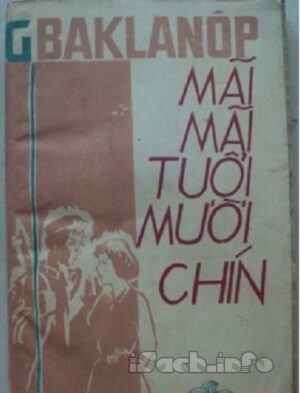 G BAKLANÔP
MÃI
MÃI
TUỔI
MƯỜI
CHÍN
iSach.info